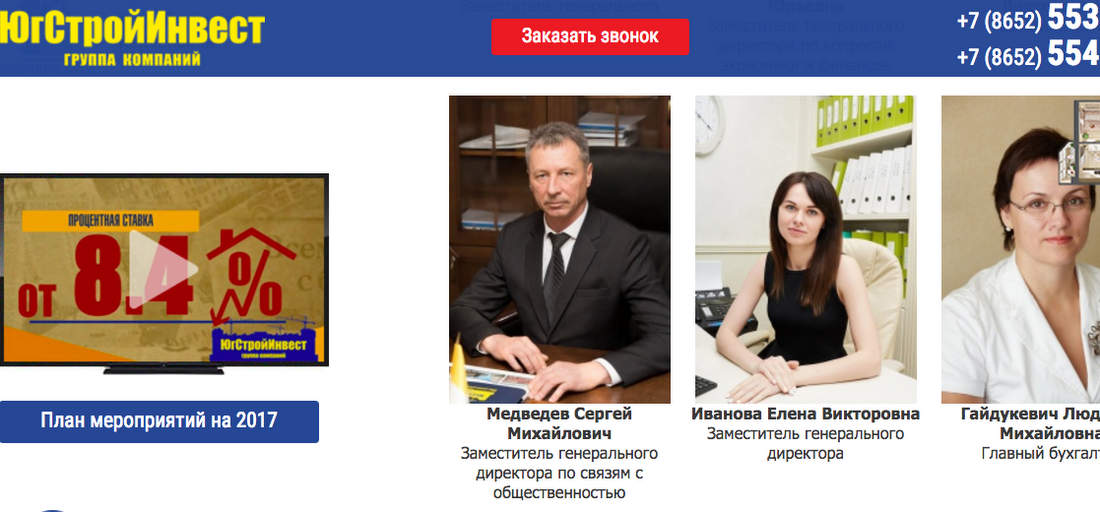 ЮгСтройИнвест
ГРУППА КОМПАНИЙ
Заказать звонок
+7 (8652) 553
+7 (8652) 554
ПРОЦЕНТНАЯ СТАВКА
от 8.4 %
ЮгСтройИнвест
группа компаний
План мероприятий на 2017
Медведев Сергей
Михайлович
Заместитель генерального
директора по связям с
общественностью
Иванова Елена Викторовна
Заместитель генерального
директора
Гайдукевич Люд
Михайловна
Главный бухгалт